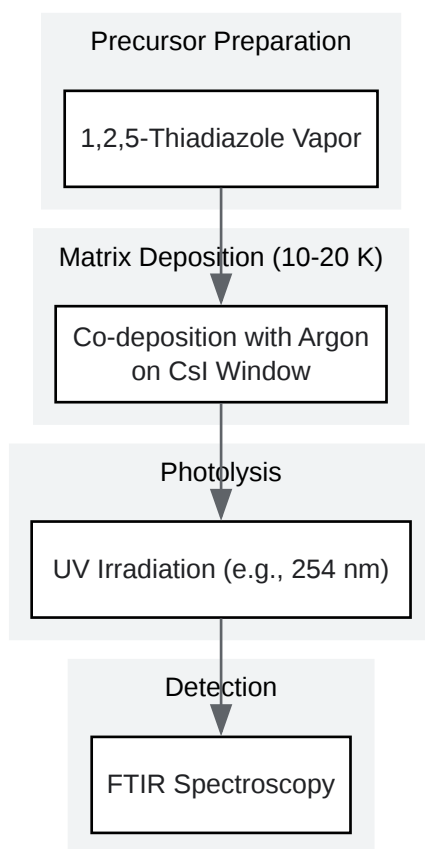 Precursor Preparation
1,2,5-Thiadiazole Vapor
Matrix Deposition (10-20 K)
Co-deposition with Argon
on CsI Window
Photolysis
UV Irradiation (e.g., 254 nm)
Detection
FTIR Spectroscopy